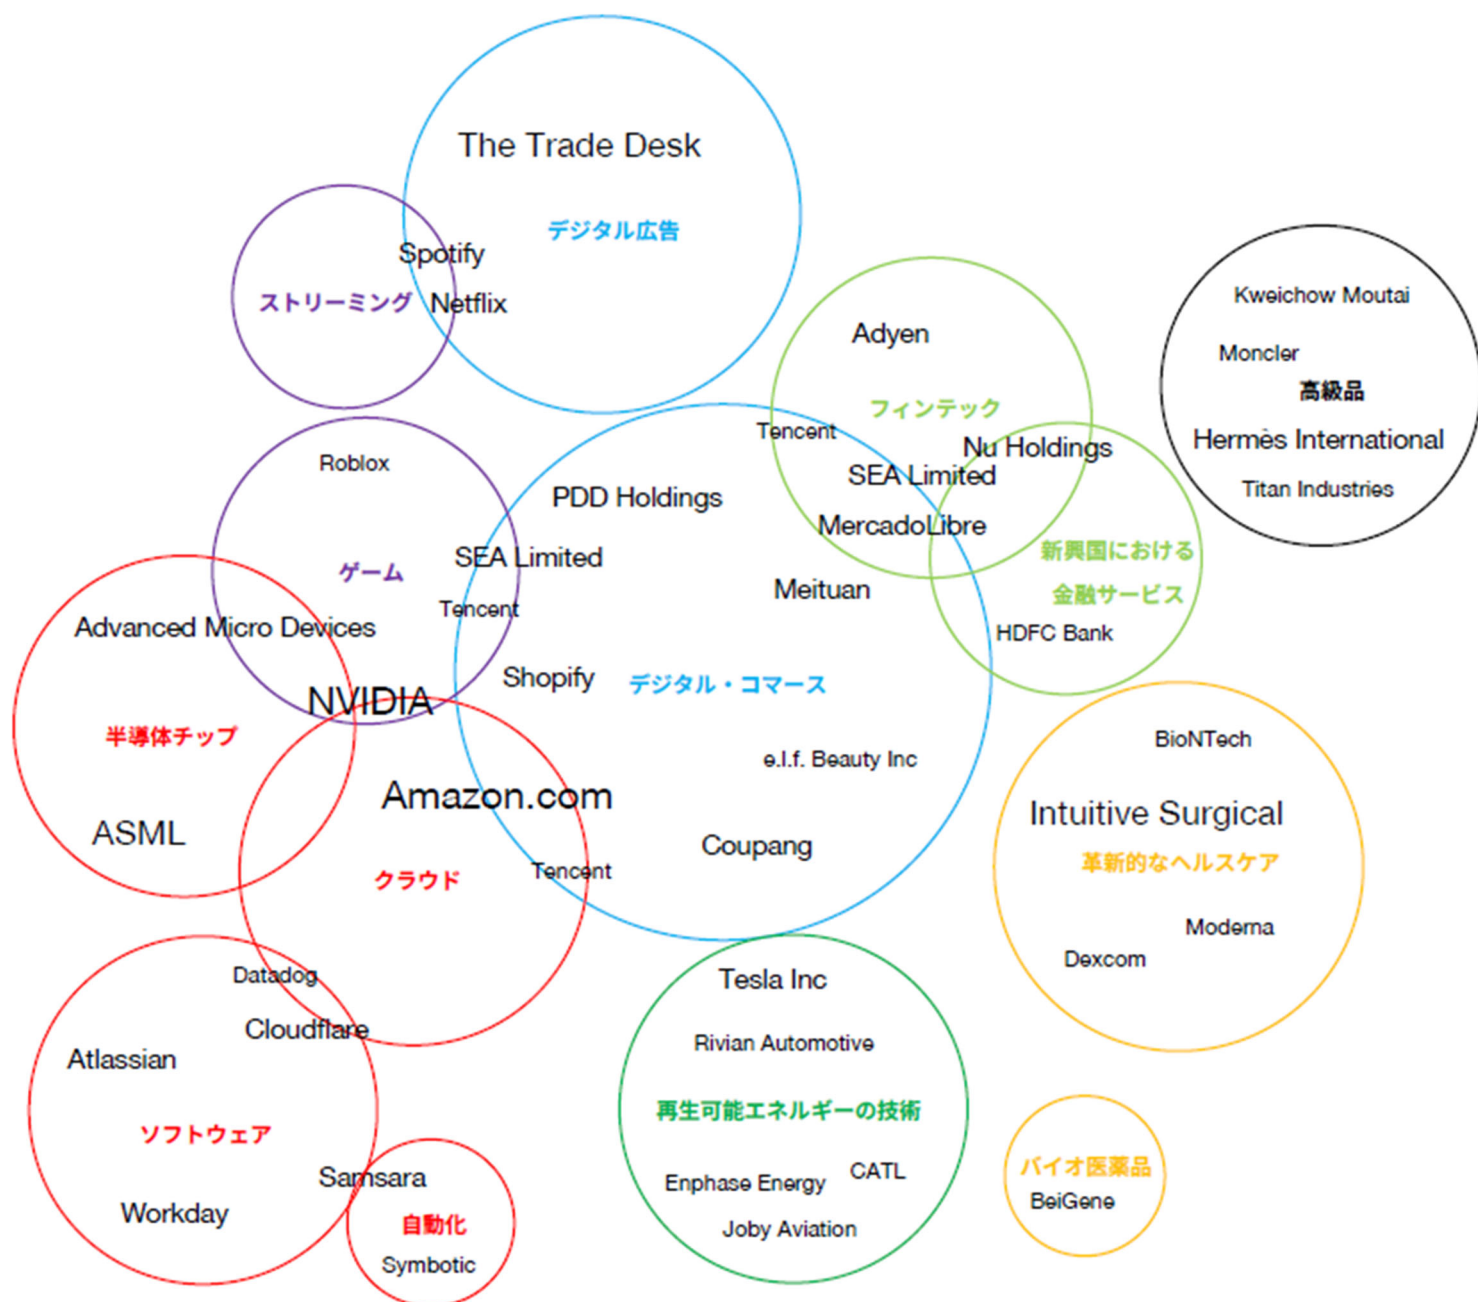 The Trade Desk
デジタル広告
Spotify
ストリーミング
Netflix
Kweichow Moutai
Moncler
高級品
Hermès International
Titan Industries
Adyen
フィンテック
Tencent
Nu Holdings
SEA Limited
MercadoLibre
新興国における
金融サービス
HDFC Bank
Roblox
ゲーム
SEA Limited
Tencent
PDD Holdings
Meituan
Shopify
デジタル・コマース
e.l.f. Beauty Inc
Coupang
Advanced Micro Devices
NVIDIA
半導体チップ
ASML
Amazon.com
クラウド
Tencent
BioNTech
Intuitive Surgical
革新的なヘルスケア
Moderna
Dexcom
Datadog
Cloudflare
Atlassian
ソフトウェア
Samsara
Workday
自動化
Symbotic
Tesla Inc
Rivian Automotive
再生可能エネルギーの技術
CATL
Enphase Energy
Joby Aviation
バイオ医薬品
BeiGene